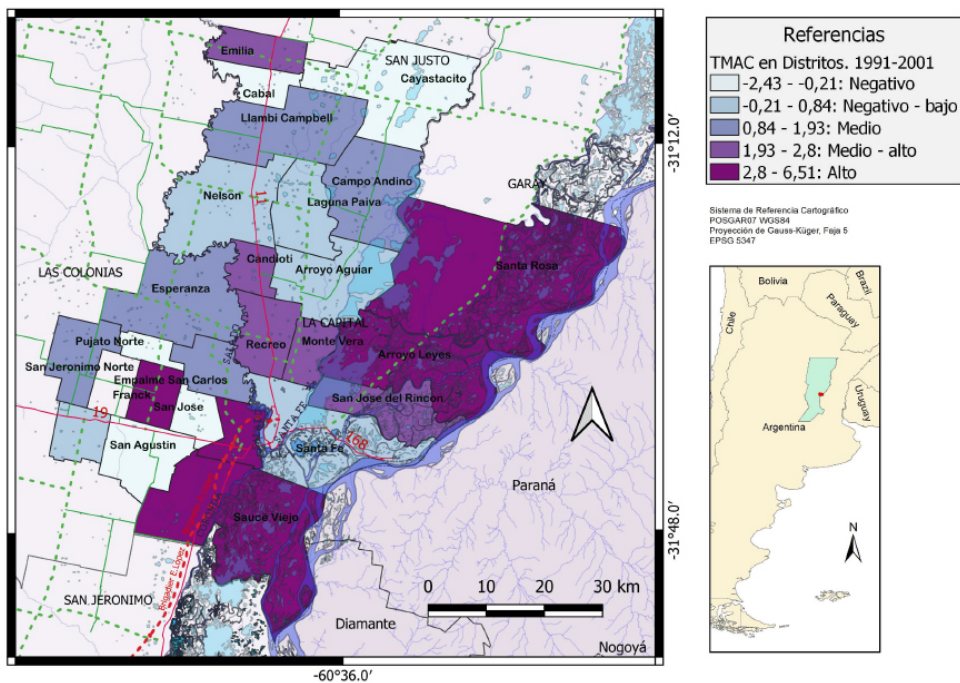 Emilia
SAN JUSTO
Cayastacito
Cabal
Llambi Campbell
Campo Andino
GARAY
Nelson
11
Laguna Paiva
Candioti
Santa Rosa
LAS COLONIAS
Arroyo Aguiar
Esperanza
LA CAPITAL
Pujato Norte
Recreo
Monte Vera
Arroyo Leyes
San Jeronimo Norte
Empalme San Carlos
Franck
San Jose
San Jose del Rincon
19
SANTA FE
168
San Agustin
Santa Fe
Paraná
Sauce Viejo
Brigadier E. López
SAN JERONIMO
0 10 20 30 km
Diamante
Nogoyá
-31°12.0'
-31°48.0'
-60°36.0'
Referencias
TMAC en Distritos. 1991-2001
-2,43 - -0,21: Negativo
-0,21 - 0,84: Negativo - bajo
0,84 - 1,93: Medio
1,93 - 2,8: Medio - alto
2,8 - 6,51: Alto
Sistema de Referencia Cartográfico
POSGAR07 WGS84
Proyección de Gauss-Küger, Faja 5
EPSG 5347
Bolivia
Brazil
Paraguay
Chile
Uruguay
Argentina
N